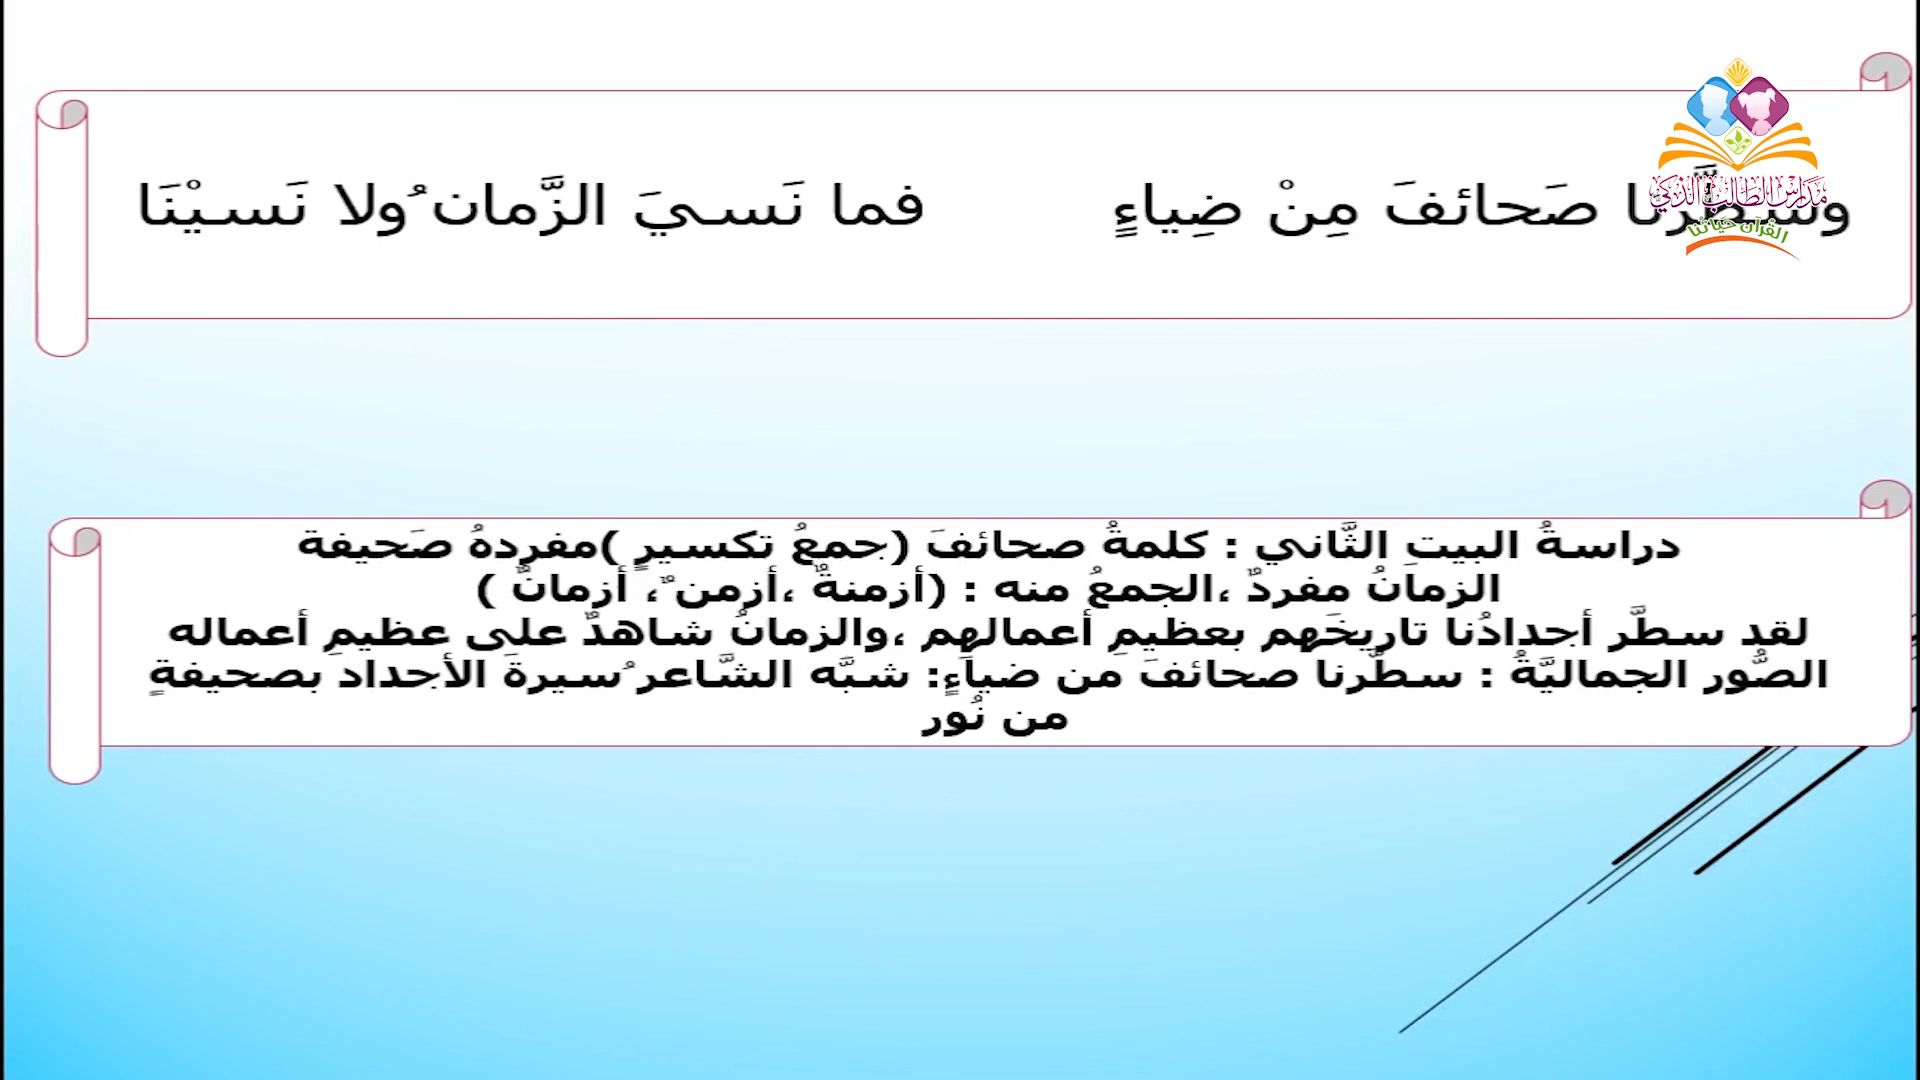 مدارس الطالب الذكي
القرآن حياتنا
وسطَّرنا صَحائفَ مِنْ ضِياءٍ فما نَسيَ الزَّمان ُولا نَسيْنَا
دراسةُ البيتِ الثَّاني : كلمةُ صحائفَ (جمعُ تكسيرٍ )مفردهُ صَحيفة
الزمانُ مفردٌ ،الجمعُ منه : (أزمنةٌ ،أزمن ٌ، أزمانٌ )
لقد سطَّر أجدادُنا تاريخَهم بعظيمِ أعمالهم ،والزمانُ شاهدٌ على عظيمِ أعماله
الصُّور الجماليَّةُ : سطَّرنا صحائفَ من ضياءٍ: شبَّه الشَّاعر ُسيرةَ الأجداد بصحيفةٍ
من نُور